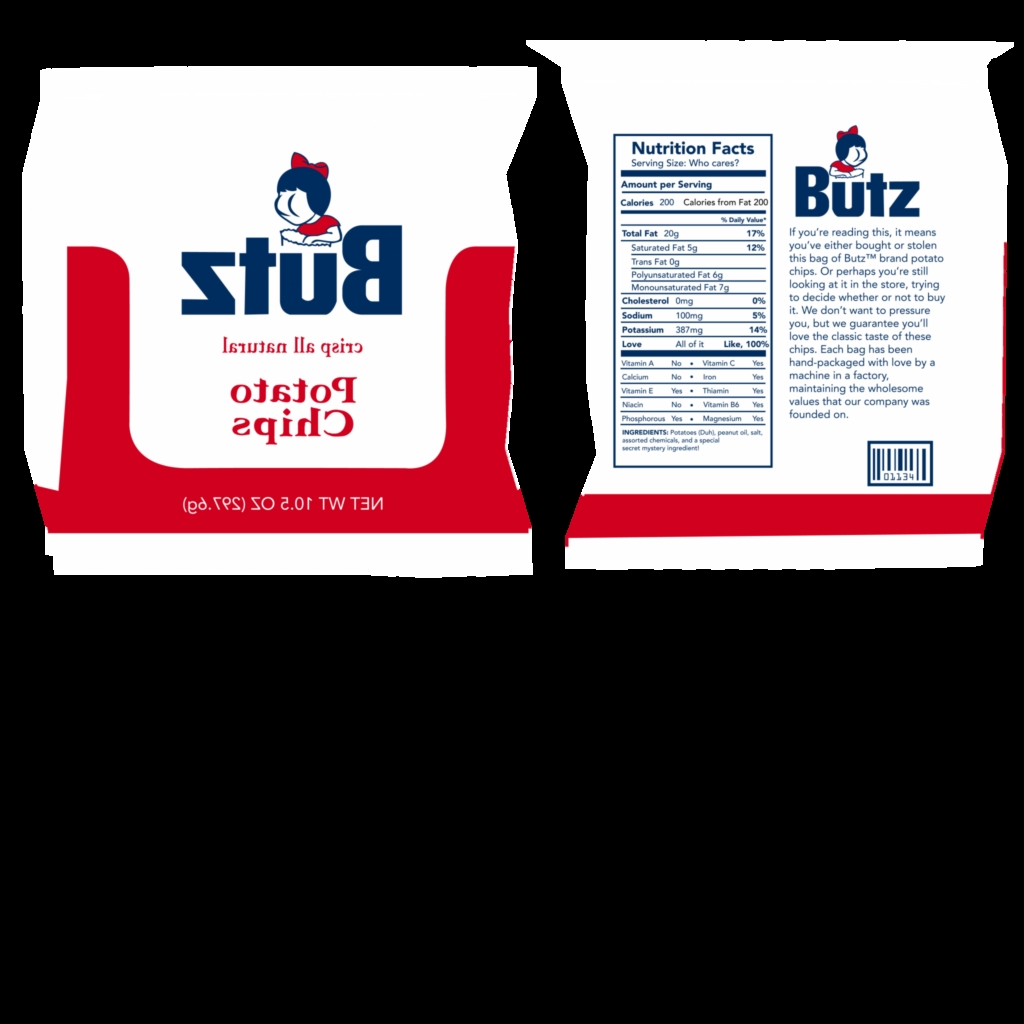 Butz
crisp all natural
Potato
Chips
NET WT 10.5 OZ (297.6g)
Nutrition Facts
Serving Size: Who cares?
Amount per Serving
Calories 200 Calories from Fat 200
% Daily Value*
Total Fat 20g 17%
Saturated Fat 5g 12%
Trans Fat 0g
Polyunsaturated Fat 6g
Monounsaturated Fat 7g
Cholesterol 0mg 0%
Sodium 100mg 5%
Potassium 387mg 14%
Love All of it Like, 100%
Vitamin A No • Vitamin C Yes
Calcium No • Iron Yes
Vitamin E Yes • Thiamin Yes
Niacin No • Vitamin B6 Yes
Phosphorous Yes • Magnesium Yes
INGREDIENTS: Potatoes (Duh), peanut oil, salt,
assorted chemicals, and a special
secret mystery ingredient!
Butz
If you're reading this, it means
you've either bought or stolen
this bag of Butz™ brand potato
chips. Or perhaps you're still
looking at it in the store, trying
to decide whether or not to buy
it. We don't want to pressure
you, but we guarantee you'll
love the classic taste of these
chips. Each bag has been
hand-packaged with love by a
machine in a factory,
maintaining the wholesome
values that our company was
founded on.
01134